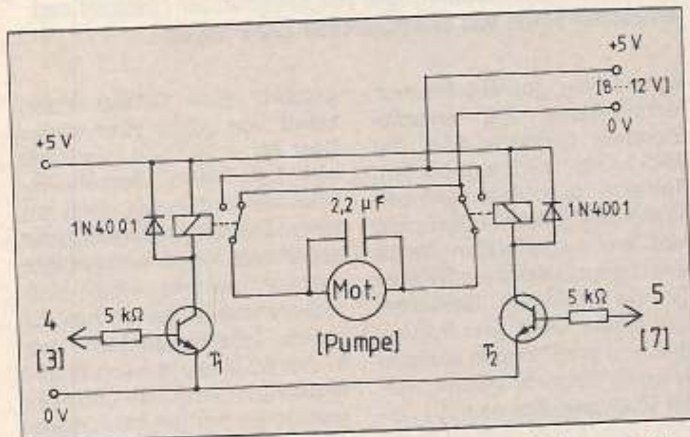 +5 V
[8···12 V]
0 V
+5 V
1N4001
2,2 µF
1N4001
Mot.
4
[3]
5 kΩ
T1
[Pumpe]
T2
5 kΩ
5
[7]
0 V